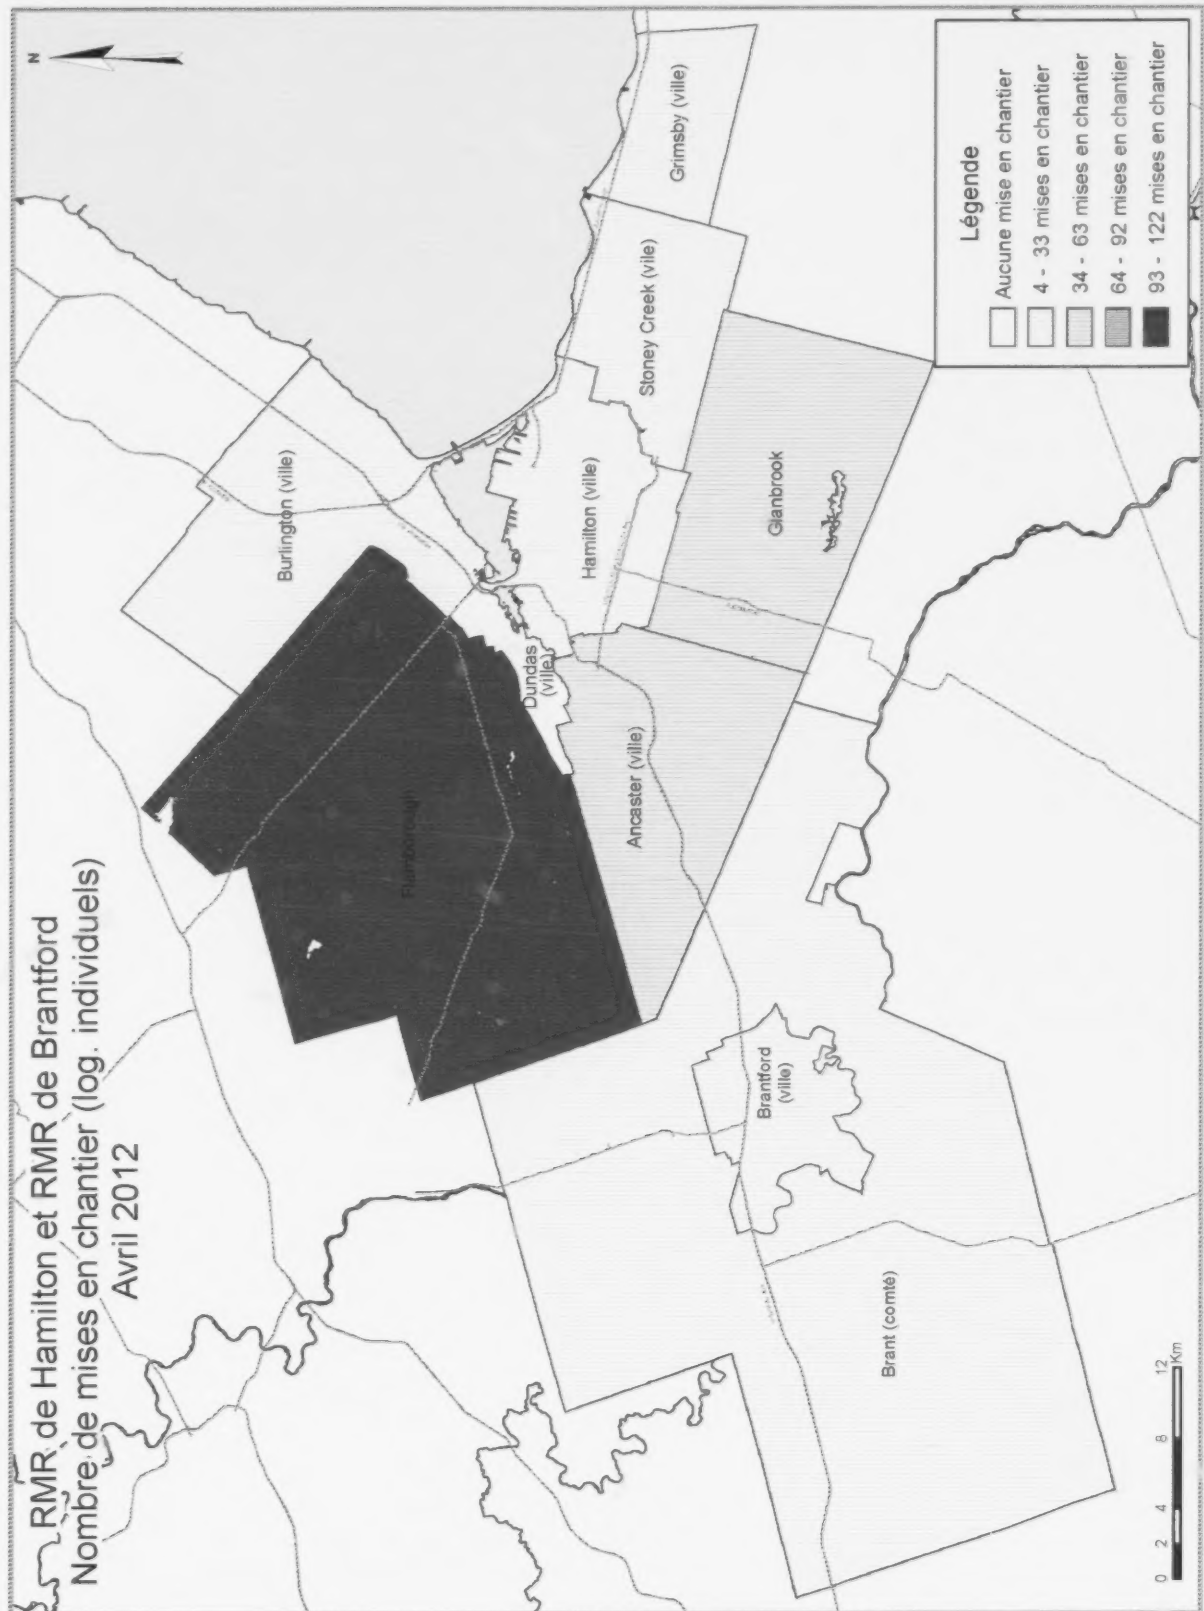 RMR de Hamilton et RMR de Brantford
Nombre de mises en chantier (log. individuels)
Avril 2012
N
Burlington (ville)
Flamborough
Dundas
(ville)
Hamilton (ville)
Stoney Creek (vile)
Grimsby (ville)
Ancaster (ville)
Glanbrook
Brantford
(ville)
Brant (comté)
Légende
Aucune mise en chantier
4 - 33 mises en chantier
34 - 63 mises en chantier
64 - 92 mises en chantier
93 - 122 mises en chantier
0 2 4 8 12
Km